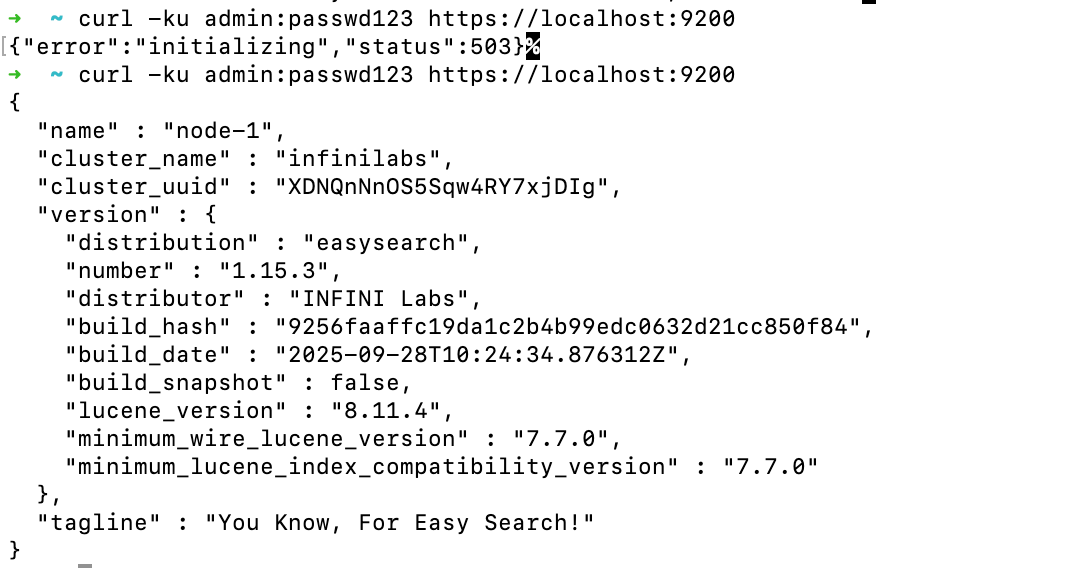 ➜  ~ curl -ku admin:passwd123 https://localhost:9200
[{"error":"initializing","status":503}%
➜  ~ curl -ku admin:passwd123 https://localhost:9200
{
  "name" : "node-1",
  "cluster_name" : "infinilabs",
  "cluster_uuid" : "XDNQnNnOS5Sqw4RY7xjDIg",
  "version" : {
    "distribution" : "easysearch",
    "number" : "1.15.3",
    "distributor" : "INFINI Labs",
    "build_hash" : "9256faaffc19da1c2b4b99edc0632d21cc850f84",
    "build_date" : "2025-09-28T10:24:34.876312Z",
    "build_snapshot" : false,
    "lucene_version" : "8.11.4",
    "minimum_wire_lucene_version" : "7.7.0",
    "minimum_lucene_index_compatibility_version" : "7.7.0"
  },
  "tagline" : "You Know, For Easy Search!"
}